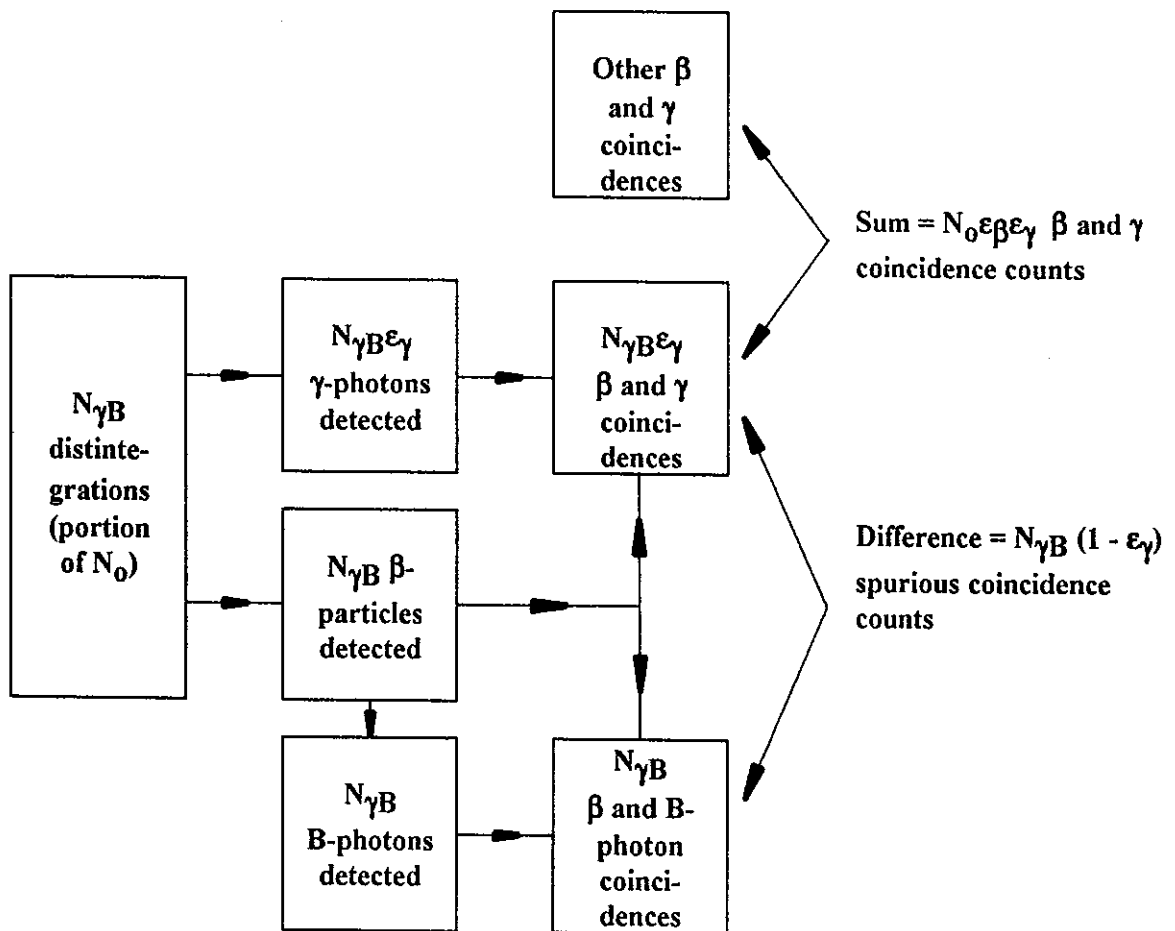 Other β
and γ
coinci-
dences
Sum = Nₒεᵦεᵧ β and γ
coincidence counts
NγB
distinte-
grations
(portion
of Nₒ)
NγBεγ
γ-photons
detected
NγBεγ
β and γ
coinci-
dences
NγB β-
particles
detected
Difference = NγB (1 - εγ)
spurious coincidence
counts
NγB
B-photons
detected
NγB
β and B-
photon
coinci-
dences